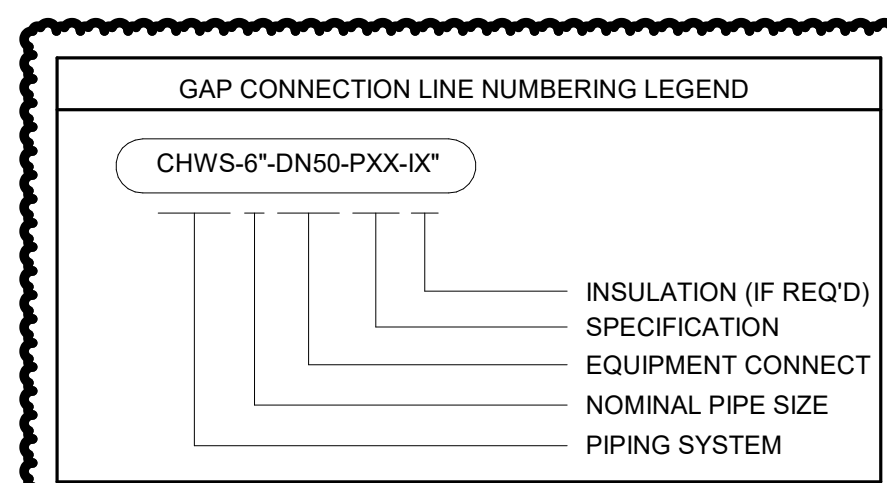 GAP CONNECTION LINE NUMBERING LEGEND
CHWS-6"-DN50-PXX-IX"
INSULATION (IF REQ'D)
SPECIFICATION
EQUIPMENT CONNECT
NOMINAL PIPE SIZE
PIPING SYSTEM